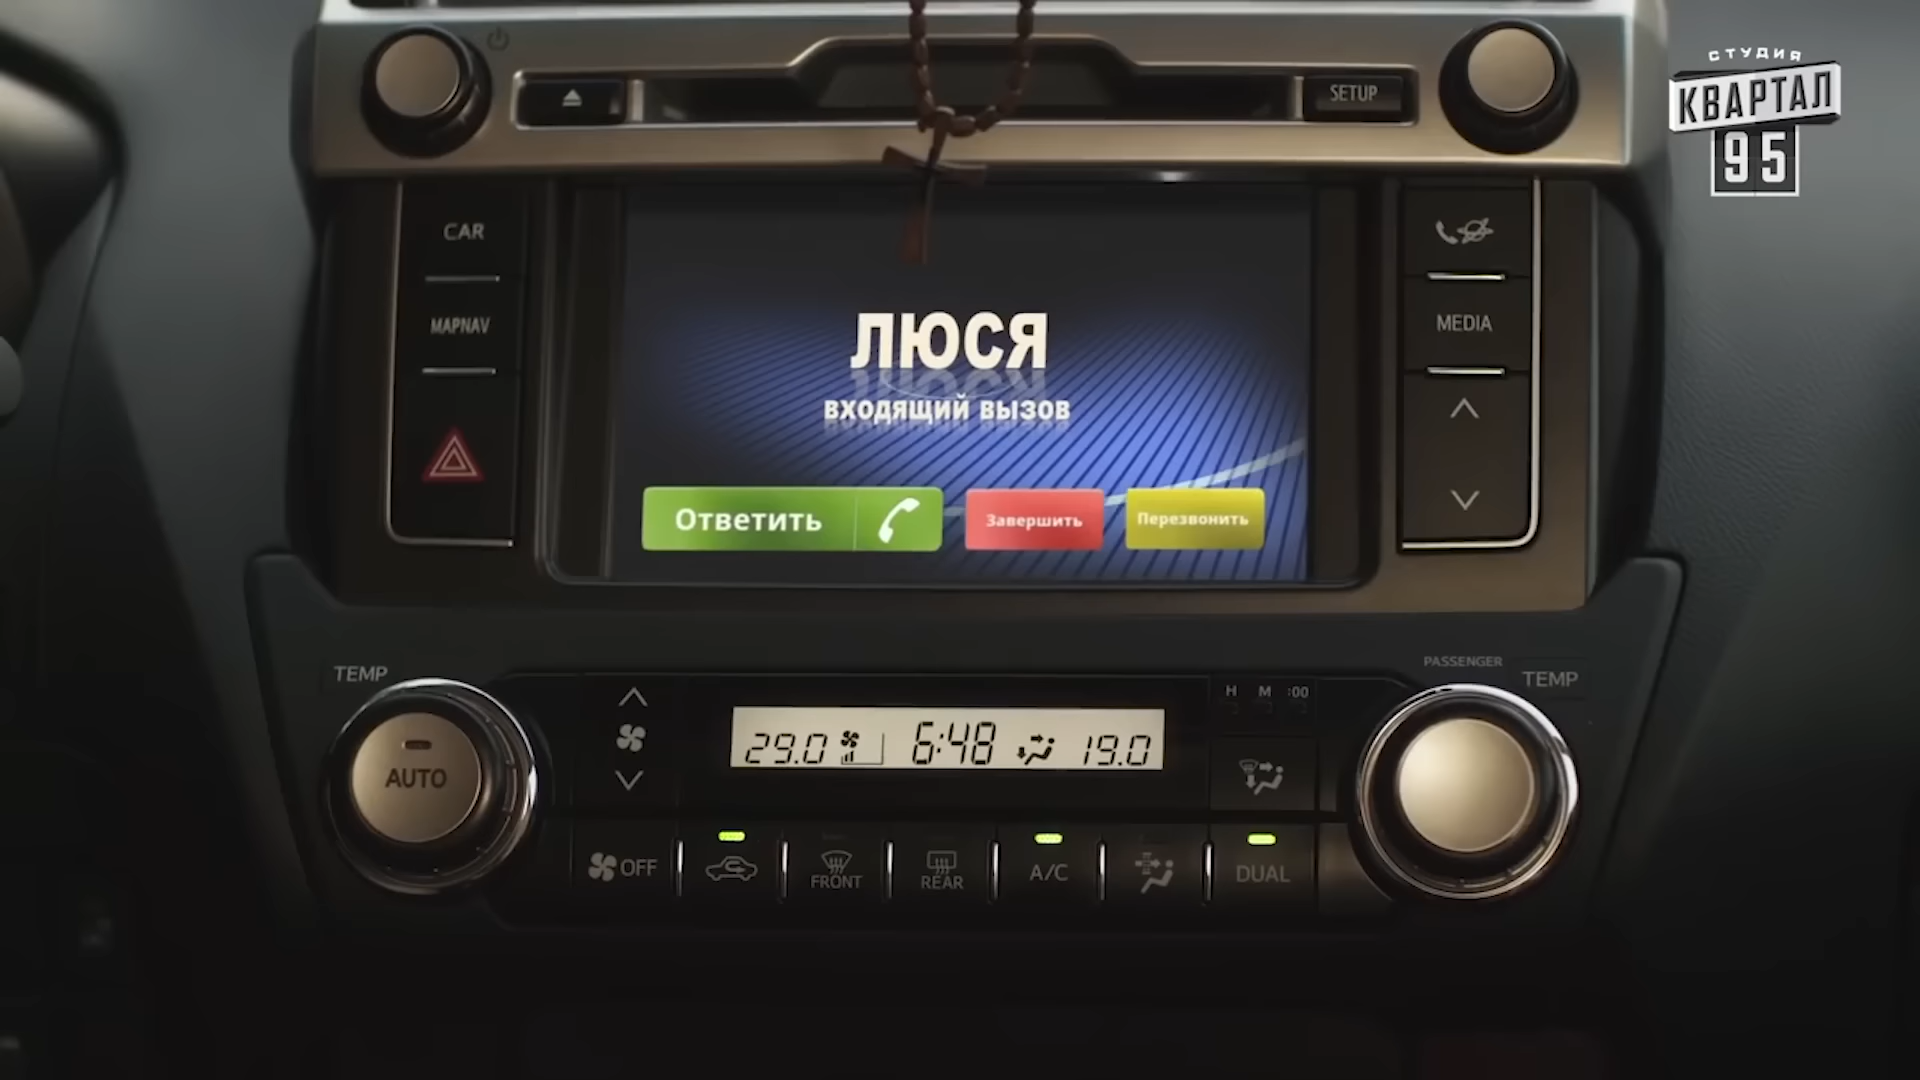 СТУДИЯ
КВАРТАЛ
95
SETUP
CAR
MAPNAV
MEDIA
ЛЮСЯ
ВХОДЯЩИЙ ВЫЗОВ
Ответить
Завершить
Перезвонить
TEMP
PASSENGER
TEMP
H M :00
29.0 6:48 19.0
AUTO
OFF
FRONT
REAR
A/C
DUAL